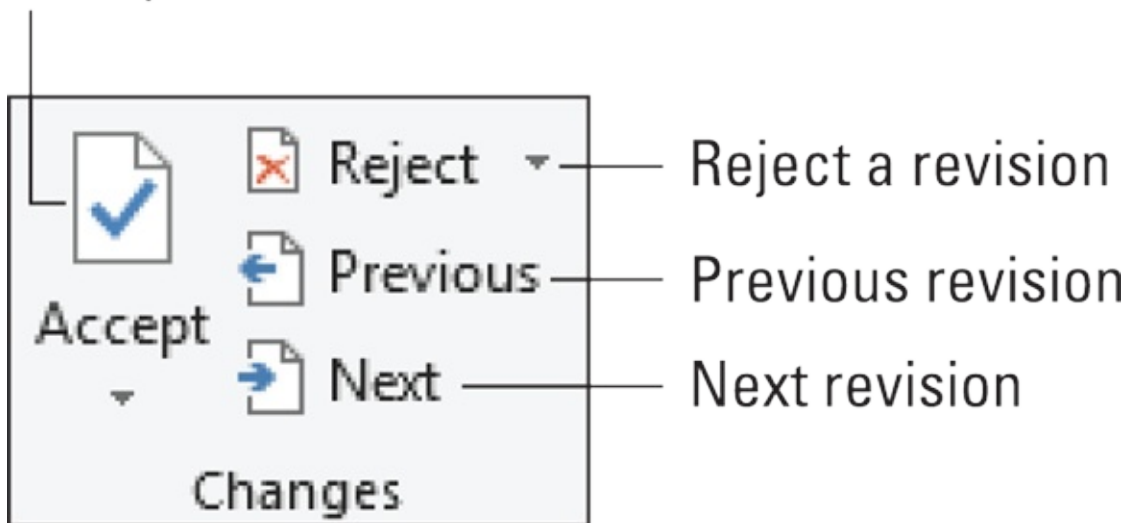 Reject
Reject a revision
Previous
Previous revision
Accept
Next
Next revision
Changes